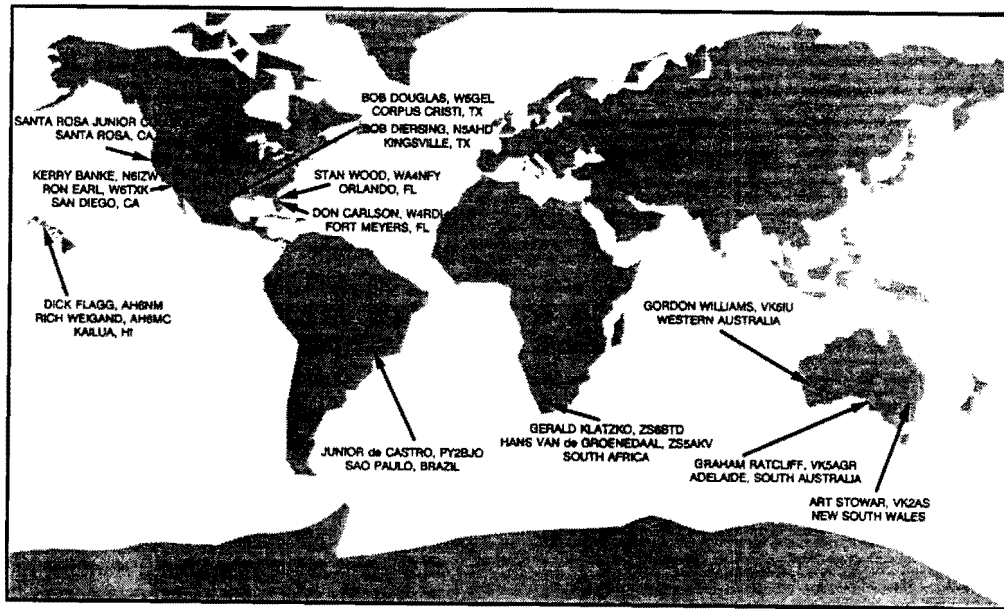 BOB DOUGLAS, W5GEL
CORPUS CRISTI, TX
BOB DIERSING, N5AHD
KINGSVILLE, TX
SANTA ROSA JUNIOR
SANTA ROSA, CA
KERRY BANKE, N6IZW
RON EARL, W6TXK
SAN DIEGO, CA
STAN WOOD, WA4NFY
ORLANDO, FL
DON CARLSON, W4RDI
FORT MEYERS, FL
DICK FLAGG, AH6NM
RICH WEIGAND, AH6MC
KAILUA, HI
GORDON WILLIAMS, VK6IU
WESTERN AUSTRALIA
JUNIOR de CASTRO, PY2BJO
SAO PAULO, BRAZIL
GERALD KLATZKO, ZS6BTD
HANS VAN de GROENEDAAL, ZS5AKV
SOUTH AFRICA
GRAHAM RATCLIFF, VK5AGR
ADELAIDE, SOUTH AUSTRALIA
ART STOWAR, VK2AS
NEW SOUTH WALES